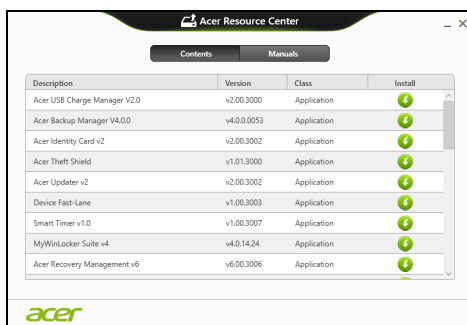 Acer Resource Center
Contents Manuals
Description Version Class Install
Acer USB Charge Manager V2.0 v2.00.3000 Application
Acer Backup Manager V4.0.0 v4.0.0.0053 Application
Acer Identity Card v2 v2.00.3002 Application
Acer Theft Shield v1.01.3000 Application
Acer Updater v2 v2.00.3002 Application
Device Fast-Lane v1.00.3003 Application
Smart Timer v1.0 v1.00.3007 Application
MyWinLocker Suite v4 v4.0.14.24 Application
Acer Recovery Management v6 v6.00.3006 Application
acer